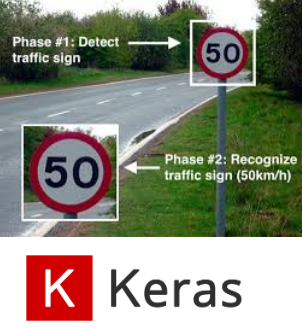 Phase #1: Detect
traffic sign
50
50
Phase #2: Recognize
traffic sign (50km/h)
K Keras